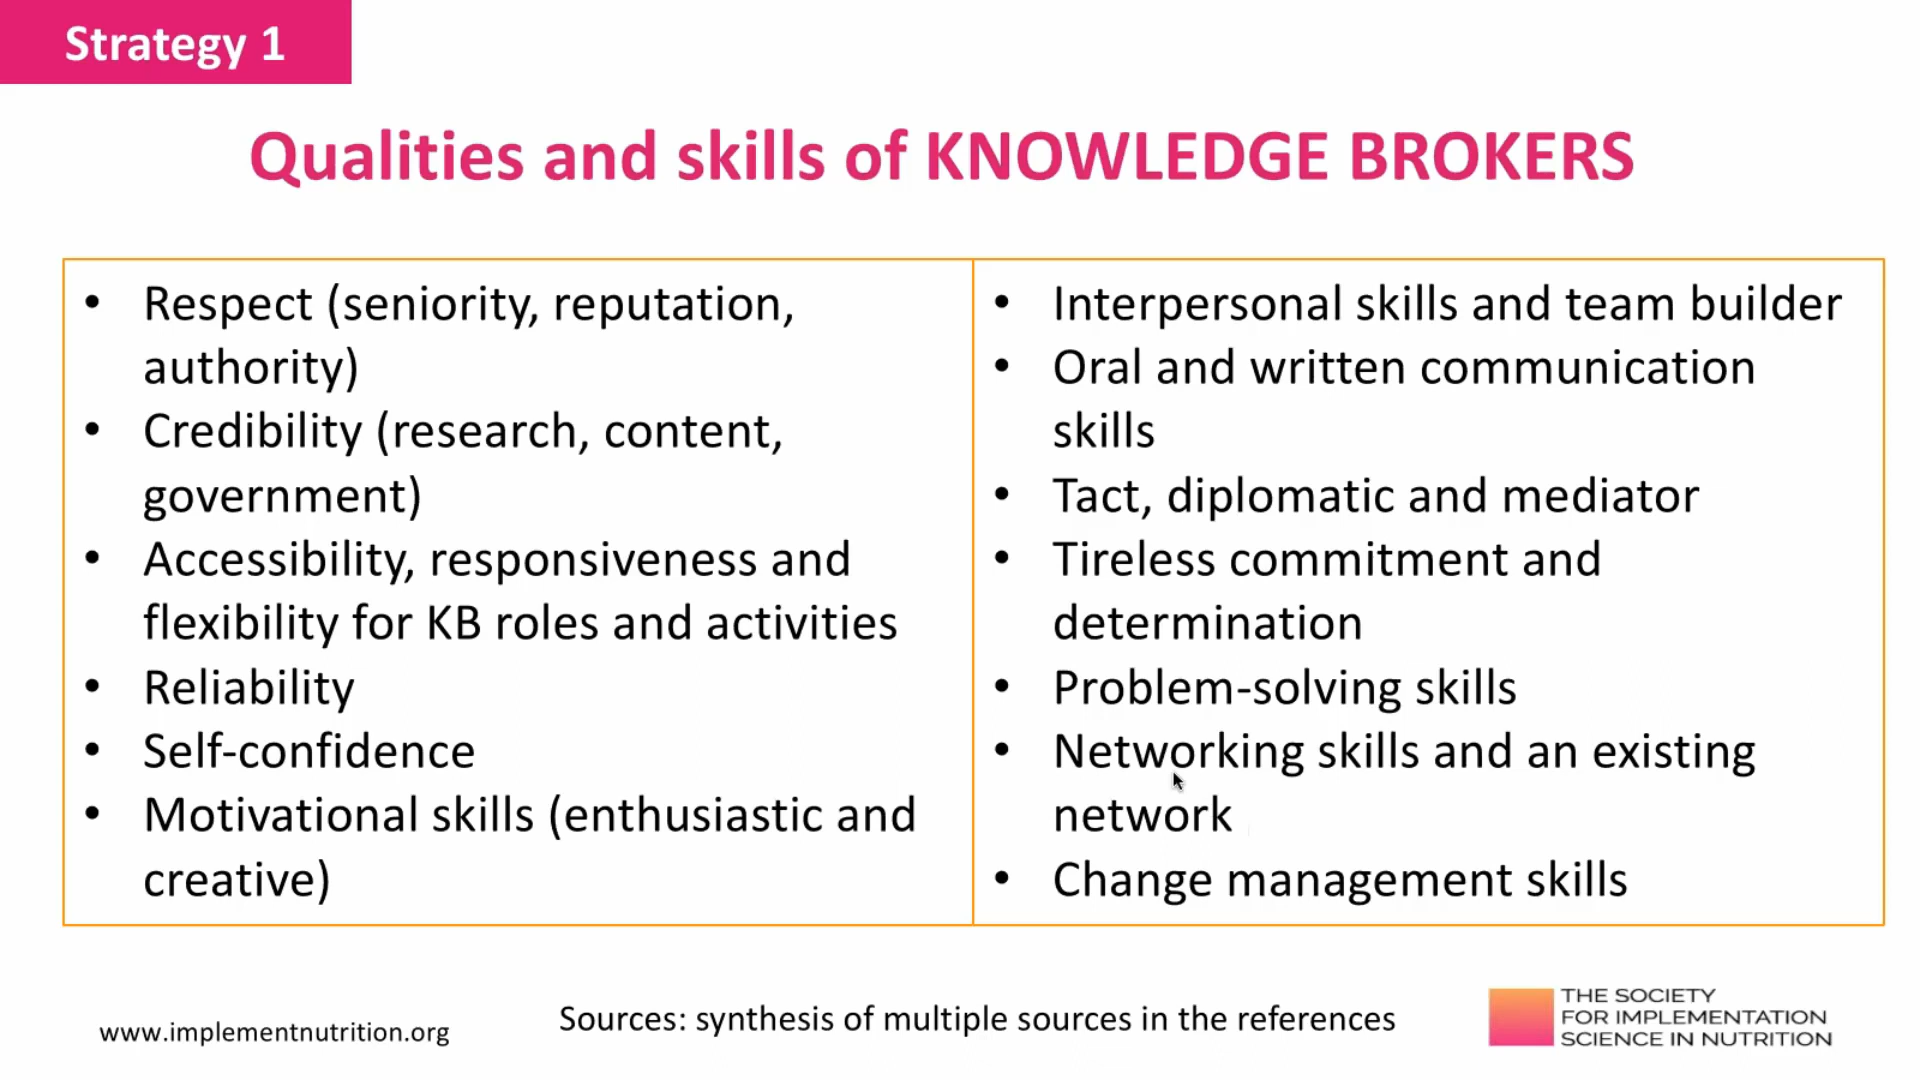 Strategy 1
Qualities and skills of KNOWLEDGE BROKERS
• Respect (seniority, reputation,
authority)
• Credibility (research, content,
government)
• Accessibility, responsiveness and
flexibility for KB roles and activities
• Reliability
• Self-confidence
• Motivational skills (enthusiastic and
creative)
• Interpersonal skills and team builder
• Oral and written communication
skills
• Tact, diplomatic and mediator
• Tireless commitment and
determination
• Problem-solving skills
• Networking skills and an existing
network
• Change management skills
www.implementnutrition.org
Sources: synthesis of multiple sources in the references
THE SOCIETY
FOR IMPLEMENTATION
SCIENCE IN NUTRITION